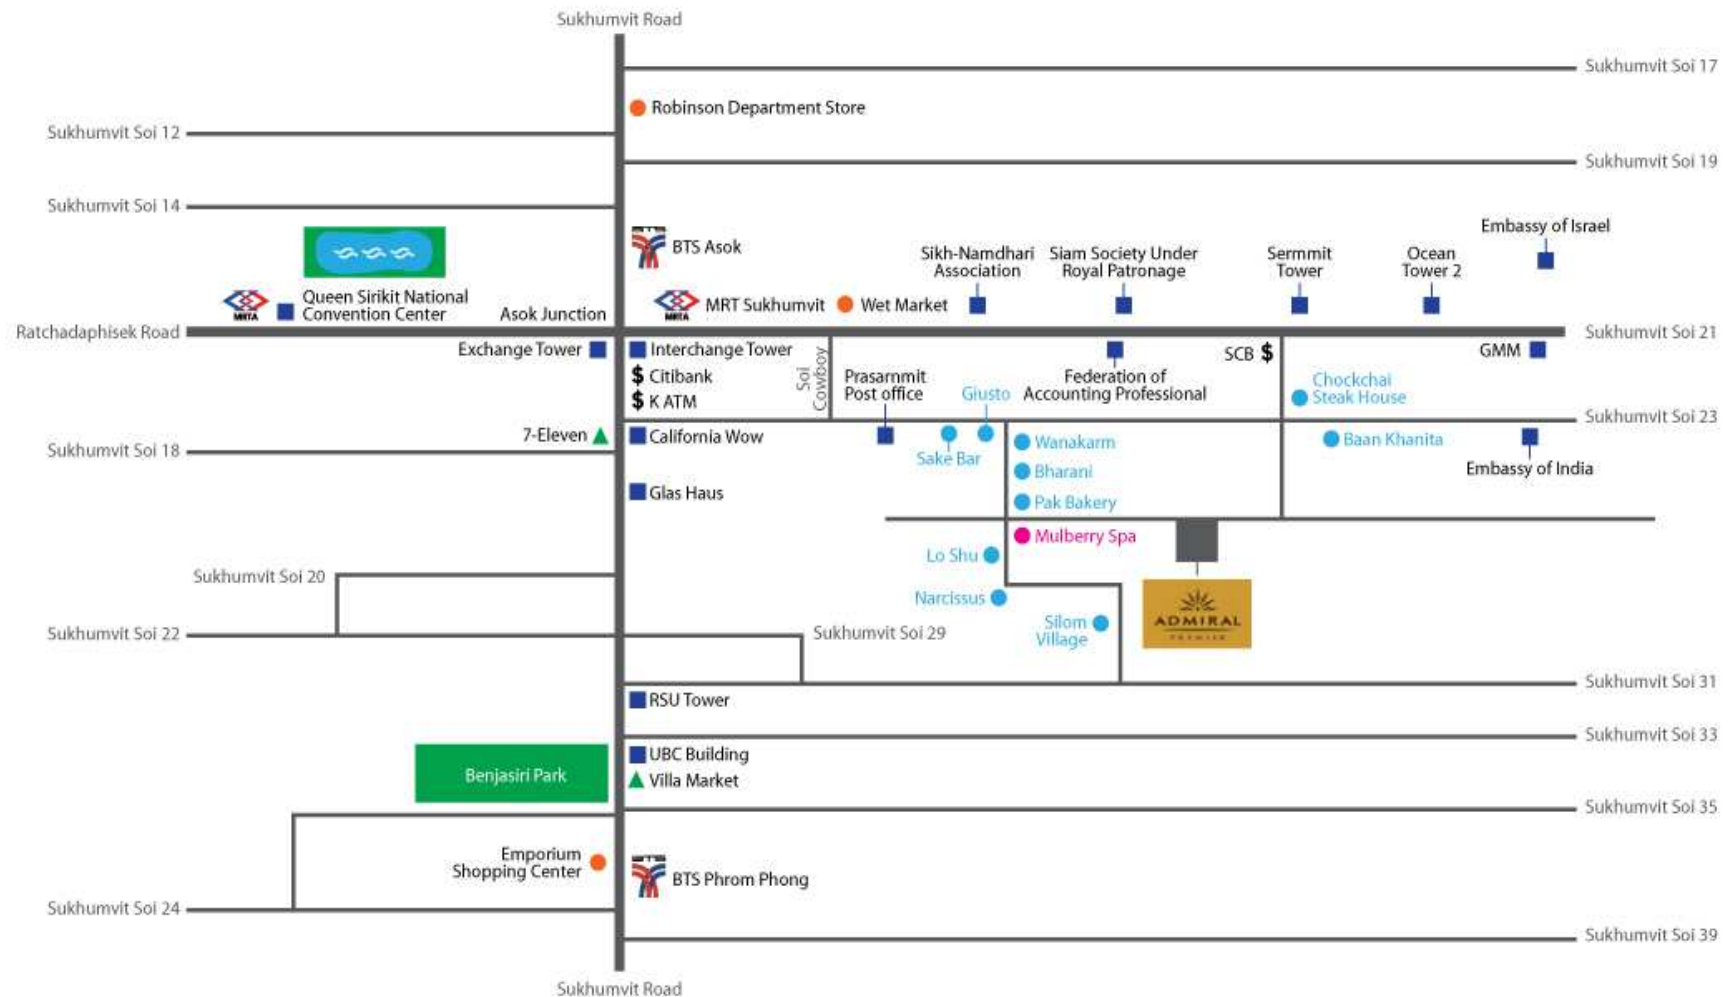 Sukhumvit Road
Sukhumvit Soi 17
Robinson Department Store
Sukhumvit Soi 12
Sukhumvit Soi 19
Sukhumvit Soi 14
BTS Asok
Embassy of Israel
Sikh-Namdhari
Association
Siam Society Under
Royal Patronage
Sermmit
Tower
Ocean
Tower 2
MRTA
Queen Sirikit National
Convention Center
Asok Junction
MRTA
MRT Sukhumvit
Wet Market
Ratchadaphisek Road
Sukhumvit Soi 21
Exchange Tower
Interchange Tower
$ Citibank
$ K ATM
Soi
Cowboy
Prasarnmit
Post office
Giusto
Federation of
Accounting Professional
SCB $
GMM
Chockchai
Steak House
Sukhumvit Soi 23
7-Eleven
California Wow
Sake Bar
Wanakarm
Baan Khanita
Embassy of India
Sukhumvit Soi 18
Bharani
Glas Haus
Pak Bakery
Mulberry Spa
Lo Shu
Sukhumvit Soi 20
Narcissus
Silom
Village
ADMIRAL
PREMIER
Sukhumvit Soi 22
Sukhumvit Soi 29
Sukhumvit Soi 31
RSU Tower
Sukhumvit Soi 33
UBC Building
Benjasiri Park
Villa Market
Sukhumvit Soi 35
Emporium
Shopping Center
BTS Phrom Phong
Sukhumvit Soi 24
Sukhumvit Soi 39
Sukhumvit Road